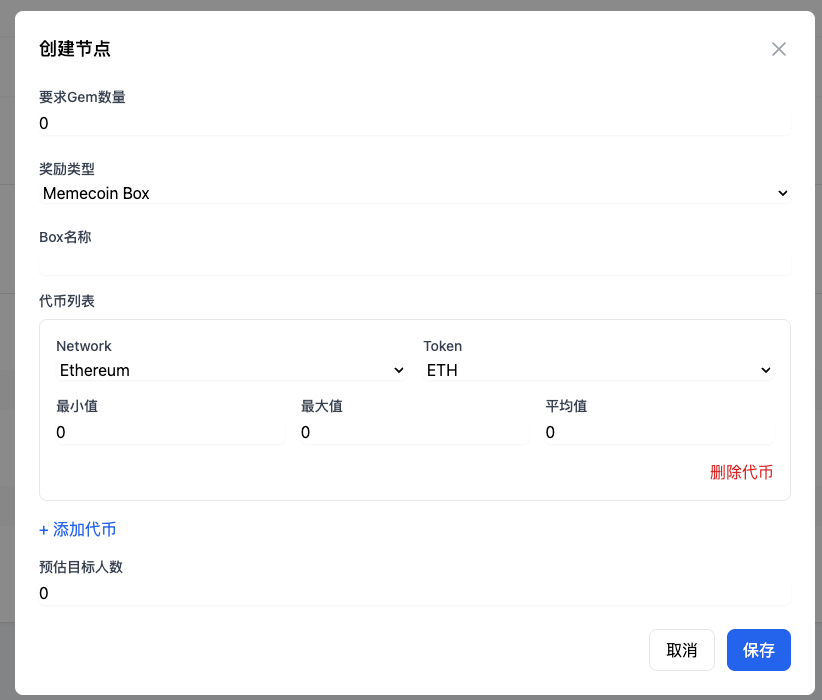 创建节点
要求Gem数量
0
奖励类型
Memecoin Box
Box名称
代币列表
Network Token
Ethereum ETH
最小值 最大值 平均值
0 0 0
删除代币
+ 添加代币
预估目标人数
0
取消 保存